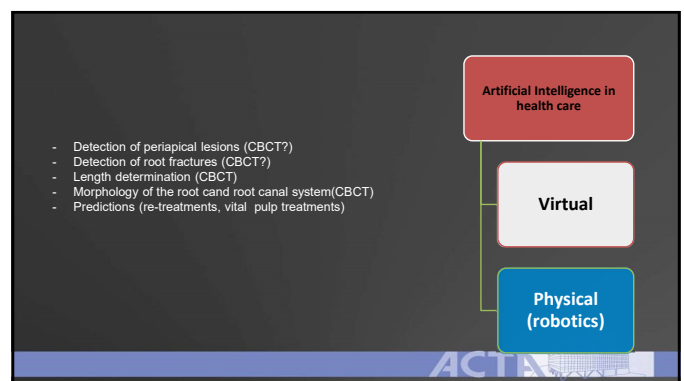 Artificial Intelligence in
health care
- Detection of periapical lesions (CBCT?)
- Detection of root fractures (CBCT?)
- Length determination (CBCT)
- Morphology of the root cand root canal system(CBCT)
- Predictions (re-treatments, vital pulp treatments)
Virtual
Physical
(robotics)
ACTA